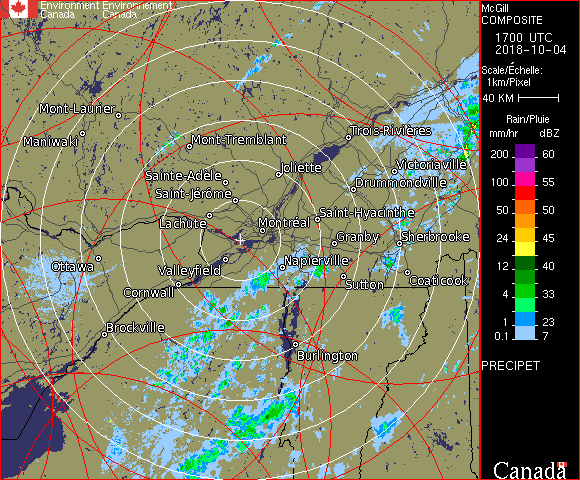 Environment Environnement
Canada Canada
McGill
COMPOSITE
1700 UTC
2018-10-04
Scale/Échelle:
1km/Pixel
40 KM
Rain/Pluie
mm/hr dBZ
200 60
100 55
50 50
24 45
12 40
4 33
1 23
0.1 7
PRECIPET
Canada
Mont-Laurier
Maniwaki
Mont-Tremblant
Trois-Rivières
Joliette
Victoriaville
Sainte-Adèle
Drummondville
Saint-Jérôme
Lachute
Saint-Hyacinthe
Montréal
Granby
Sherbrooke
Ottawa
Valleyfield
Napierville
Cornwall
Sutton
Coaticook
Brockville
Burlington